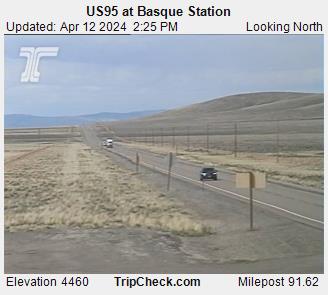 US95 at Basque Station
Updated: Apr 12 2024 2:25 PM Looking North
Elevation 4460 TripCheck.com Milepost 91.62